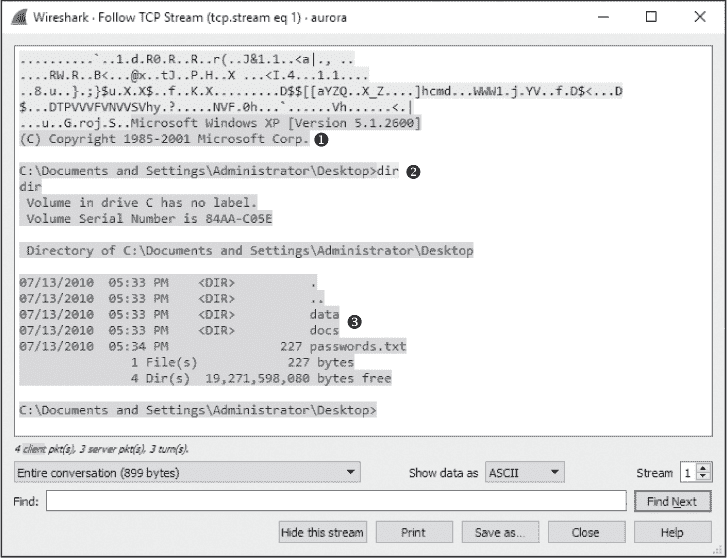 Wireshark · Follow TCP Stream (tcp.stream eq 1) · aurora
..........`..1.d.R0.R..R..r(..J&1.1..<a|., ..
....RW.R..B<...@x..tJ..P.H..X ...<I.4...1.1....
..8.u..}.;}$u.X.X$..f..K.X.........D$$[[aYZQ..X_Z....]hcmd...WWW1.j.YV..f.D$<...D
$...DTPVVVFVNVVSVhy.?.....NVF.0h...`......Vh......<.|
...u..G.roj.S..Microsoft Windows XP [Version 5.1.2600]
(C) Copyright 1985-2001 Microsoft Corp. ❶
C:\Documents and Settings\Administrator\Desktop>dir ❷
dir
Volume in drive C has no label.
Volume Serial Number is 84AA-C05E
Directory of C:\Documents and Settings\Administrator\Desktop
07/13/2010 05:33 PM <DIR> .
07/13/2010 05:33 PM <DIR> ..
07/13/2010 05:33 PM <DIR> data
07/13/2010 05:33 PM <DIR> docs ❸
07/13/2010 05:34 PM 227 passwords.txt
1 File(s) 227 bytes
4 Dir(s) 19,271,598,080 bytes free
C:\Documents and Settings\Administrator\Desktop>
4 client pkt(s), 3 server pkt(s), 3 turn(s).
Entire conversation (899 bytes) Show data as ASCII Stream 1
Find: Find Next
Hide this stream Print Save as... Close Help